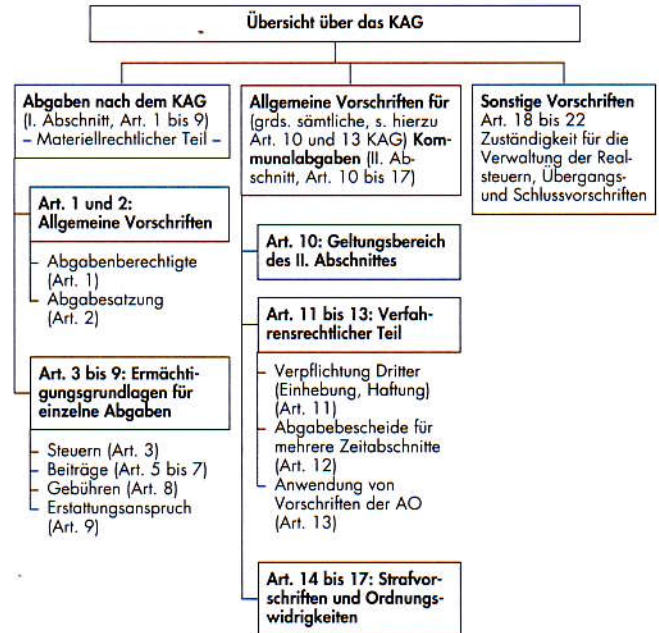 Übersicht über das KAG
Abgaben nach dem KAG
(I. Abschnitt, Art. 1 bis 9)
– Materiellrechtlicher Teil –
Art. 1 und 2:
Allgemeine Vorschriften
– Abgabenberechtigte
(Art. 1)
– Abgabesatzung
(Art. 2)
Art. 3 bis 9: Ermächti-
gungsgrundlagen für
einzelne Abgaben
– Steuern (Art. 3)
– Beiträge (Art. 5 bis 7)
– Gebühren (Art. 8)
– Erstattungsanspruch
(Art. 9)
Allgemeine Vorschriften für
(grds. sämtliche, s. hierzu
Art. 10 und 13 KAG) Kom-
munalabgaben (II. Ab-
schnitt, Art. 10 bis 17)
Art. 10: Geltungsbereich
des II. Abschnittes
Art. 11 bis 13: Verfah-
rensrechtlicher Teil
– Verpflichtung Dritter
(Einhebung, Haftung)
(Art. 11)
– Abgabebescheide für
mehrere Zeitabschnitte
(Art. 12)
– Anwendung von
Vorschriften der AO
(Art. 13)
Art. 14 bis 17: Strafvor-
schriften und Ordnungs-
widrigkeiten
Sonstige Vorschriften
Art. 18 bis 22
Zuständigkeit für die
Verwaltung der Real-
steuern, Übergangs-
und Schlussvorschriften